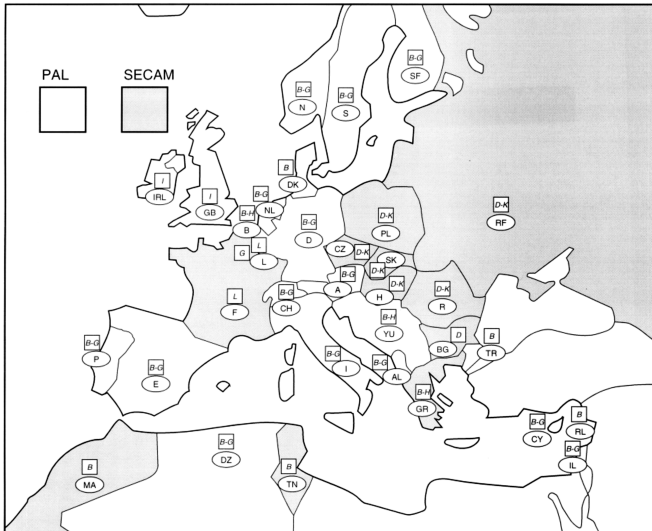 PAL SECAM
B-G
SF
B-G
N
B-G
S
B
DK
I
IRL
I
GB
B-G
NL
B-H
B
B-G
D
D-K
PL
D-K
RF
G
L
L
CZ
D-K
SK
D-K
B-G
A
D-K
H
D-K
R
L
F
B-G
CH
B-H
YU
D
BG
B
TR
B-G
P
B-G
E
B-G
I
B-G
AL
B-H
GR
B-G
CY
B
RL
B-G
IL
B
MA
B-G
DZ
B
TN